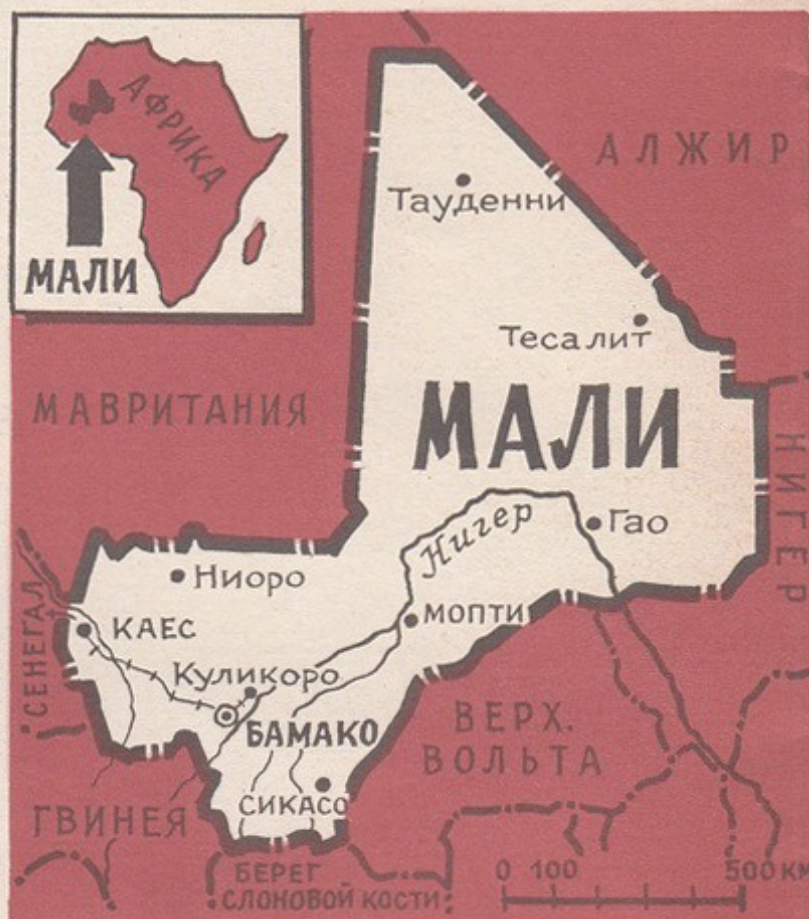 АФРИКА
МАЛИ
АЛЖИР
Тауденни
Тесалит
МАВРИТАНИЯ
МАЛИ
НИГЕР
Нигер
Гао
Ниоро
МОПТИ
КАЕС
СЕНЕГАЛ
Куликоро
БАМАКО
ВЕРХ.
ВОЛЬТА
СИКАСО
ГВИНЕЯ
БЕРЕГ
СЛОНОВОЙ КОСТИ
0 100 500 КМ